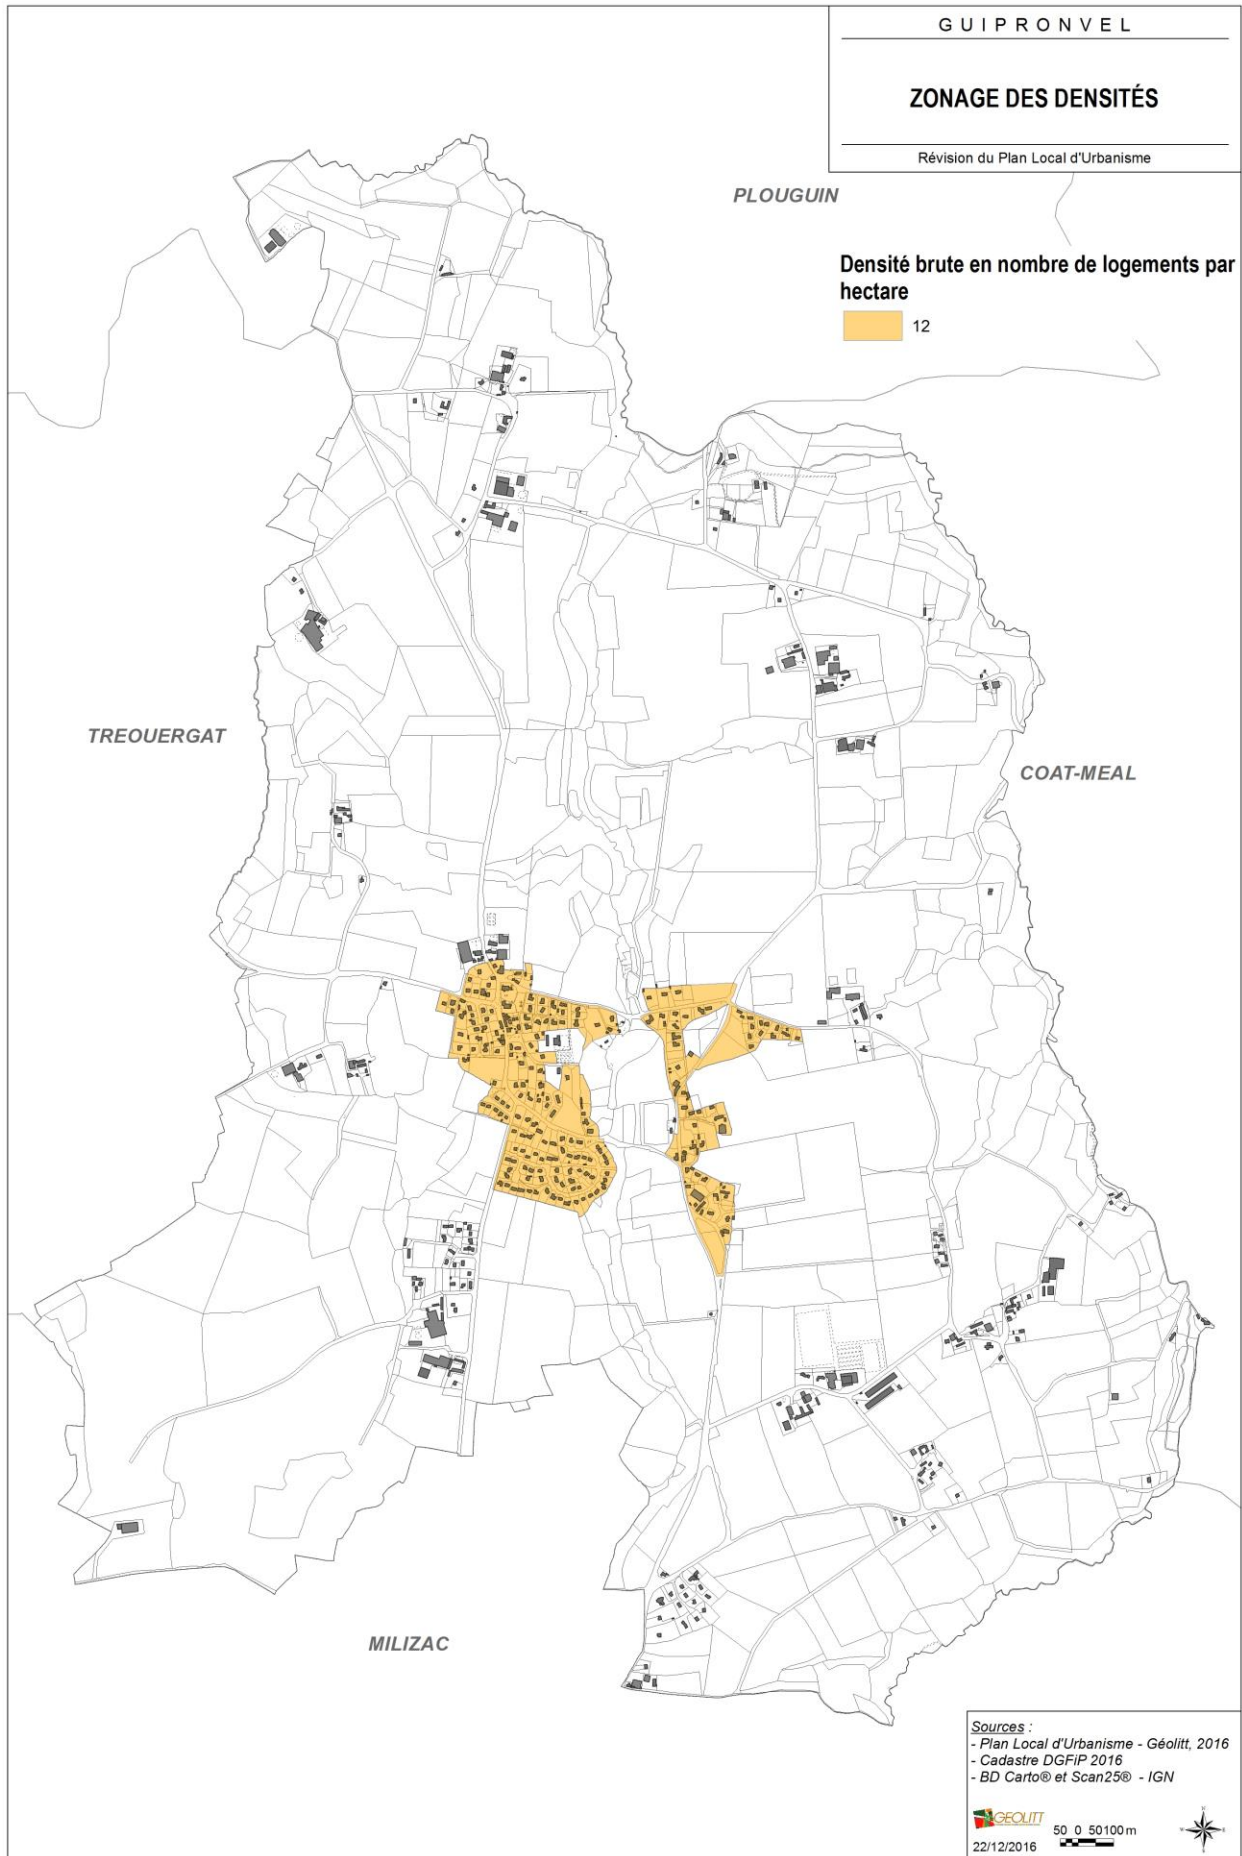 GUIPRONVEL
ZONAGE DES DENSITÉS
Révision du Plan Local d'Urbanisme
PLOUGUIN
Densité brute en nombre de logements par
hectare
12
TREOUERGAT
COAT-MEAL
MILIZAC
Sources :
- Plan Local d'Urbanisme - Géolitt, 2016
- Cadastre DGFiP 2016
- BD Carto® et Scan25® - IGN
GEOLITT
50 0 50100 m
22/12/2016